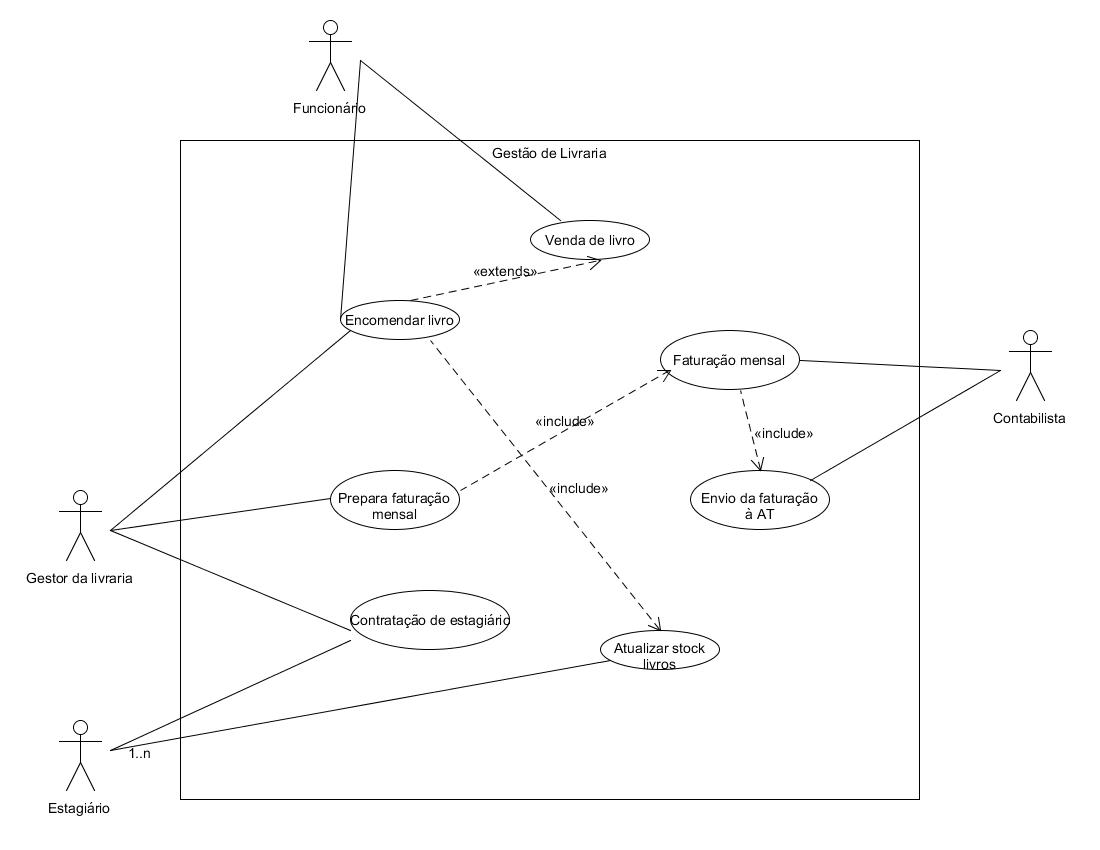 Funcionário
Gestão de Livraria
Venda de livro
«extends»
Encomendar livro
Faturação mensal
Contabilista
«include»
«include»
«include»
Prepara faturação
mensal
Envio da faturação
à AT
Gestor da livraria
Contratação de estagiário
Atualizar stock
livros
1..n
Estagiário